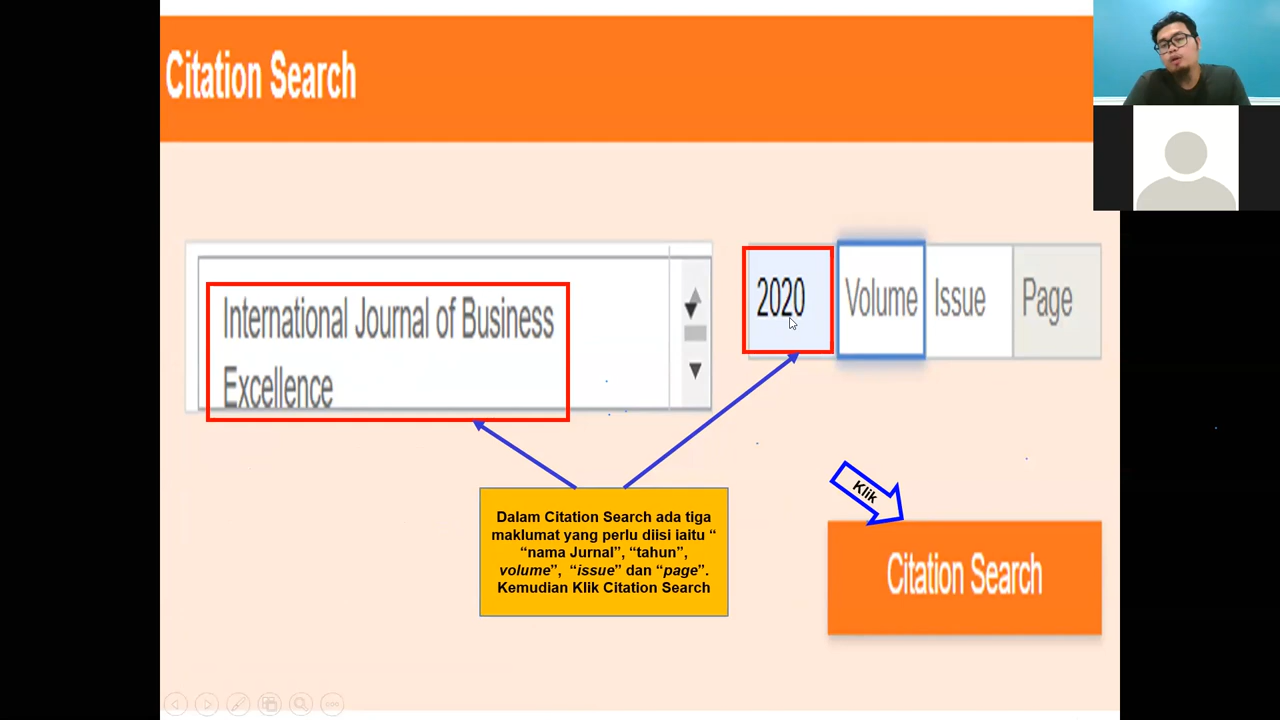 Citation Search
International Journal of Business
Excellence
2020
Volume
Issue
Page
Klik
Dalam Citation Search ada tiga
maklumat yang perlu diisi iaitu “
“nama Jurnal”, “tahun”,
volume”, “issue” dan “page”.
Kemudian Klik Citation Search
Citation Search